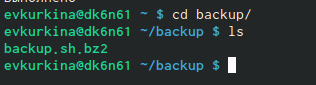 evkurkina@dk6n61 ~ $ cd backup/
evkurkina@dk6n61 ~/backup $ ls
backup.sh.bz2
evkurkina@dk6n61 ~/backup $